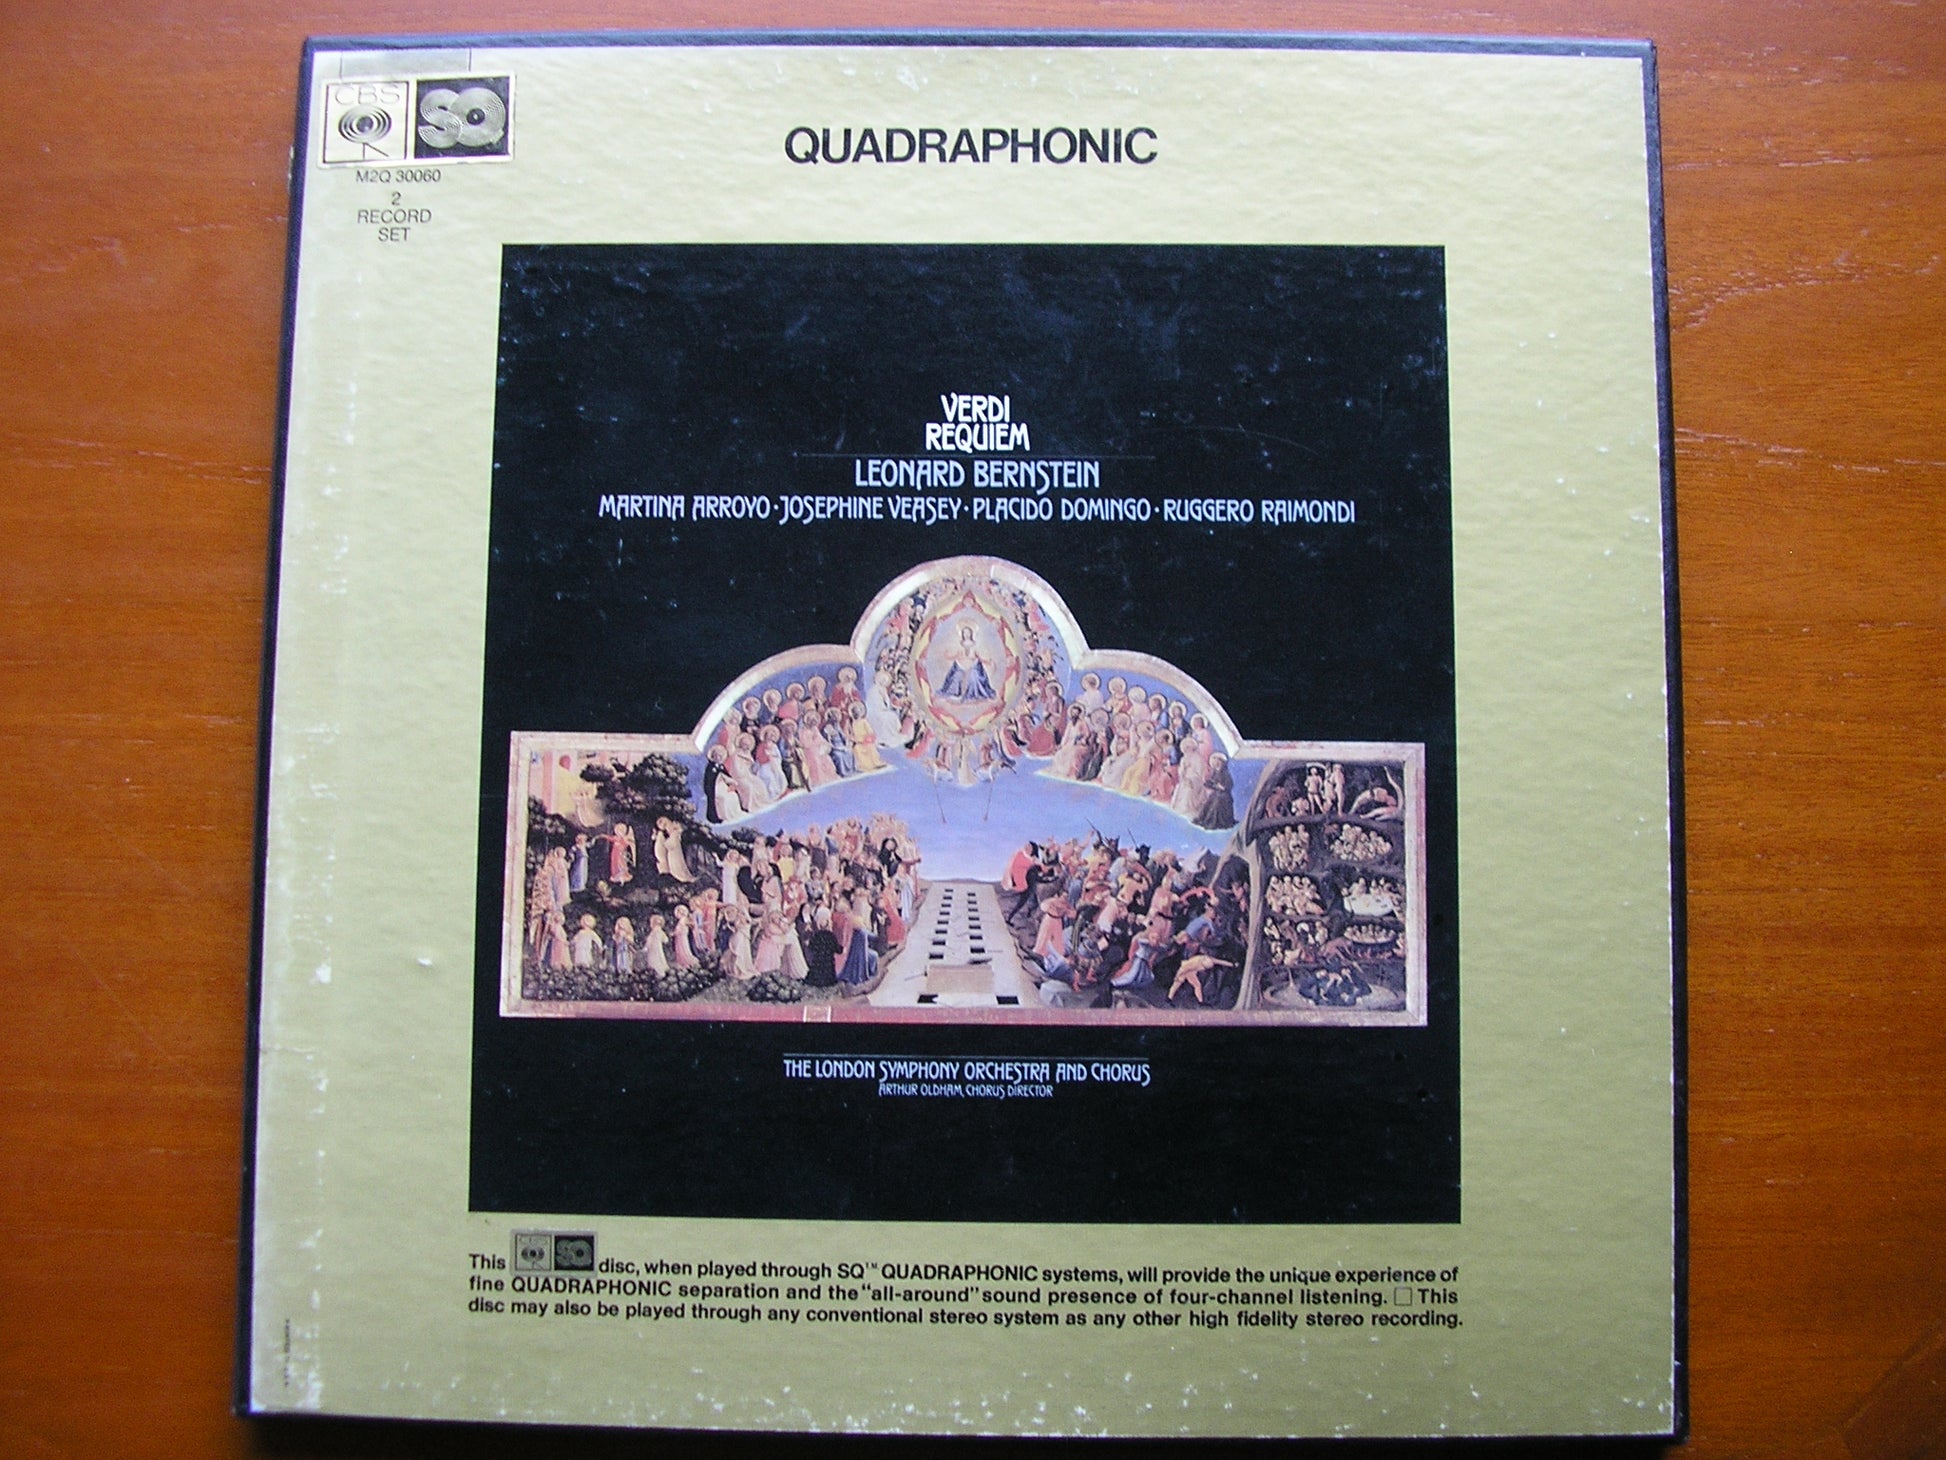 CBS SQ
QUADRAPHONIC
M2Q 30060
2
RECORD
SET
VERDI
REQUIEM
LEONARD BERNSTEIN
MARTINA ARROYO · JOSEPHINE VEASEY · PLACIDO DOMINGO · RUGGERO RAIMONDI
THE LONDON SYMPHONY ORCHESTRA AND CHORUS
ARTHUR OLDHAM, CHORUS DIRECTOR
This CBS SQ disc, when played through SQ™ QUADRAPHONIC systems, will provide the unique experience of
fine QUADRAPHONIC separation and the "all-around" sound presence of four-channel listening. □ This
disc may also be played through any conventional stereo system as any other high fidelity stereo recording.